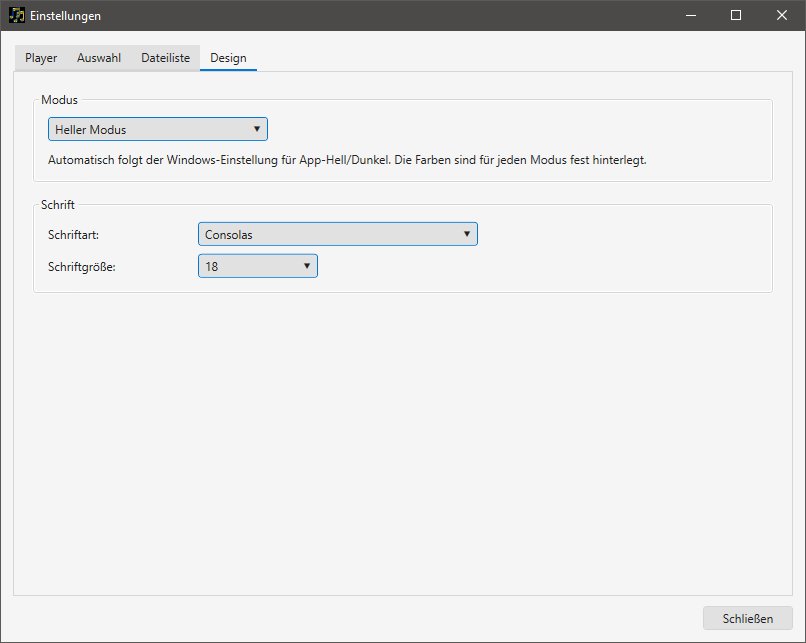 Einstellungen
Player Auswahl Dateiliste Design
Modus
Heller Modus
Automatisch folgt der Windows-Einstellung für App-Hell/Dunkel. Die Farben sind für jeden Modus fest hinterlegt.
Schrift
Schriftart: Consolas
Schriftgröße: 18
Schließen